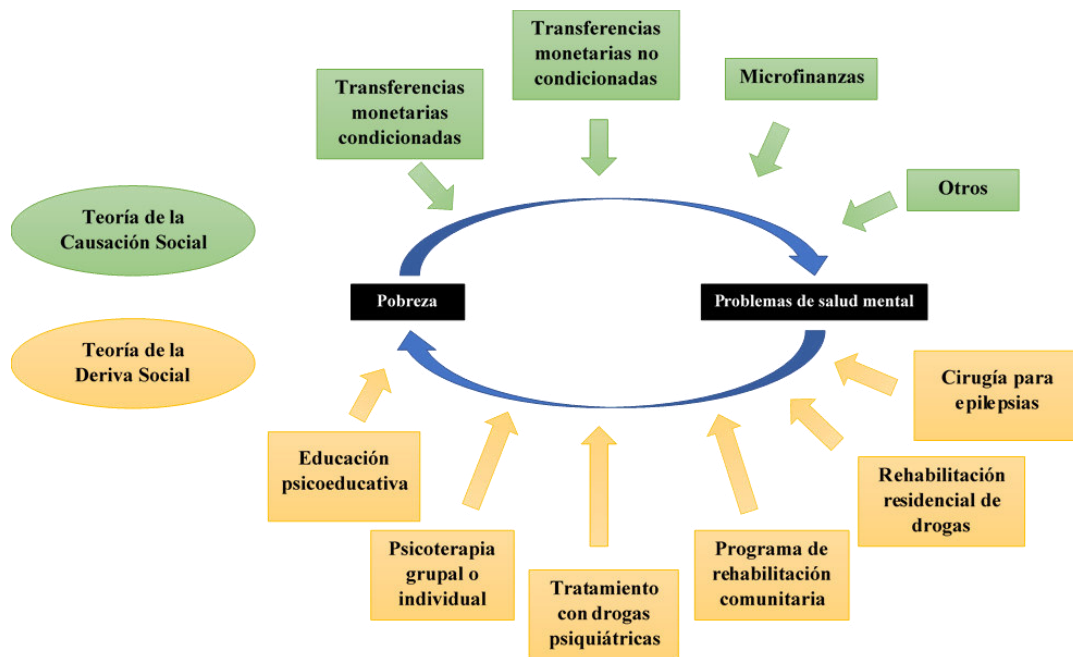 Transferencias
monetarias no
condicionadas
Microfinanzas
Transferencias
monetarias
condicionadas
Otros
Teoría de la
Causación Social
Pobreza
Problemas de salud mental
Teoría de la
Deriva Social
Cirugía para
epilepsias
Educación
psicoeducativa
Rehabilitación
residencial de
drogas
Psicoterapia
grupal o
individual
Programa de
rehabilitación
comunitaria
Tratamiento
con drogas
psiquiátricas